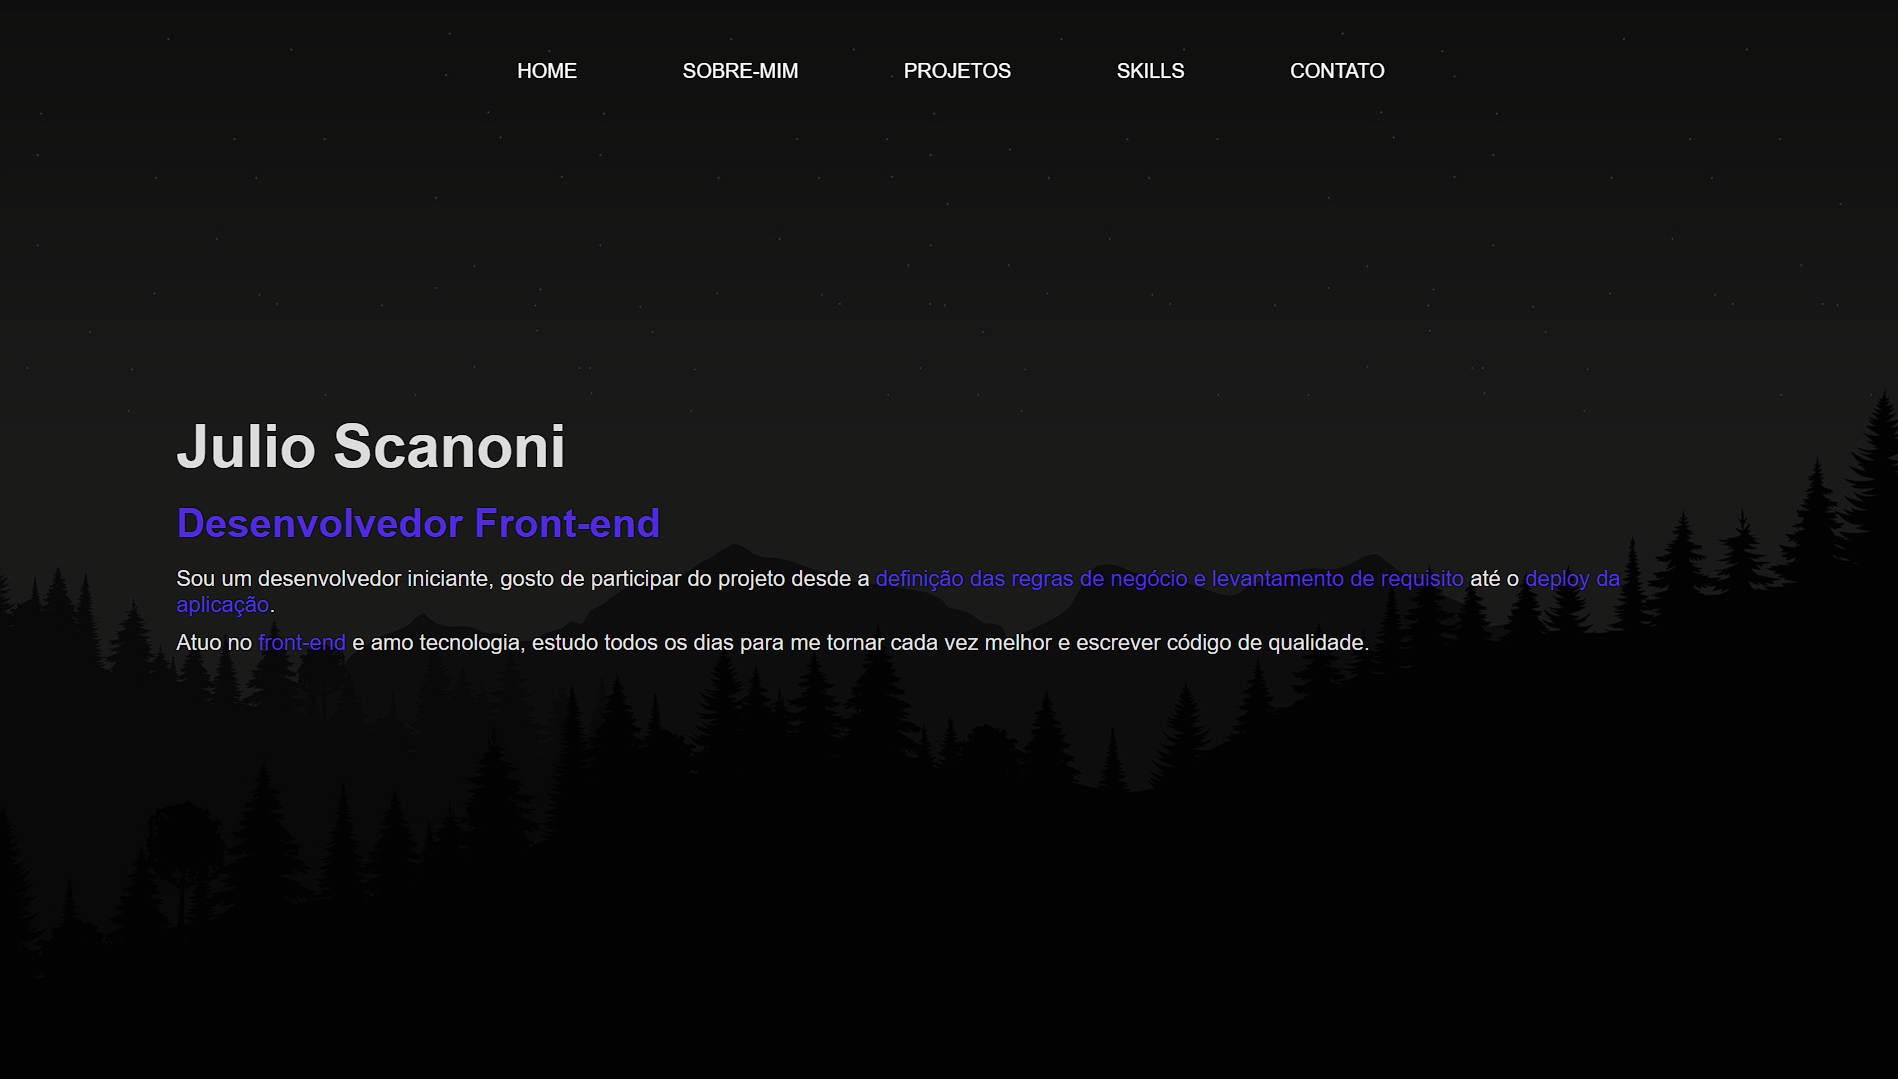 HOME SOBRE-MIM PROJETOS SKILLS CONTATO
Julio Scanoni
Desenvolvedor Front-end
Sou um desenvolvedor iniciante, gosto de participar do projeto desde a definição das regras de negócio e levantamento de requisito até o deploy da
aplicação.
Atuo no front-end e amo tecnologia, estudo todos os dias para me tornar cada vez melhor e escrever código de qualidade.